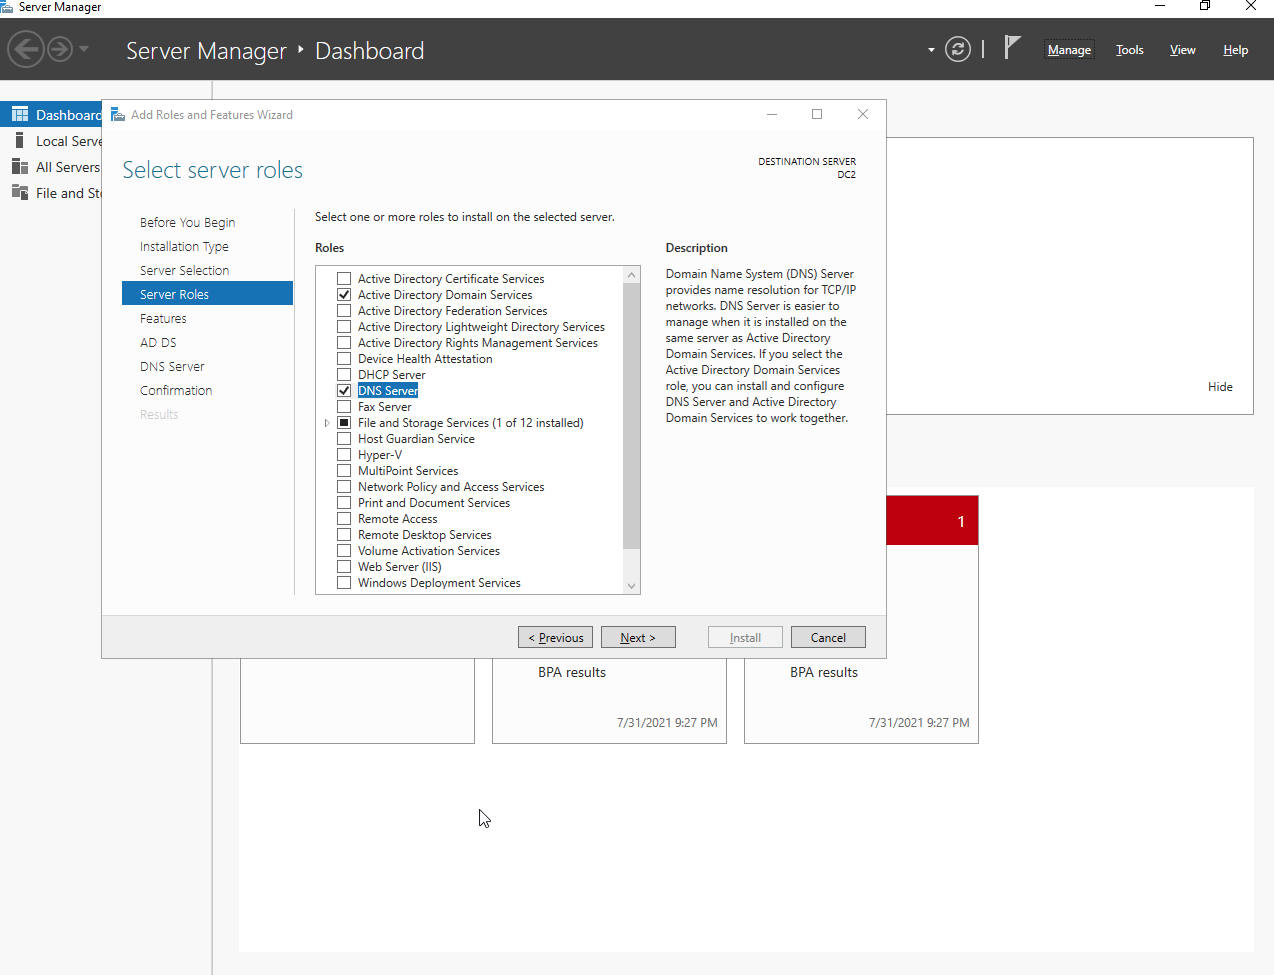 Server Manager
Server Manager ‣ Dashboard
Manage Tools View Help
Dashboard
Local Serve
All Servers
File and Sto
Add Roles and Features Wizard
Select server roles
DESTINATION SERVER
DC2
Before You Begin
Installation Type
Server Selection
Server Roles
Features
AD DS
DNS Server
Confirmation
Results
Select one or more roles to install on the selected server.
Roles
Active Directory Certificate Services
Active Directory Domain Services
Active Directory Federation Services
Active Directory Lightweight Directory Services
Active Directory Rights Management Services
Device Health Attestation
DHCP Server
DNS Server
Fax Server
File and Storage Services (1 of 12 installed)
Host Guardian Service
Hyper-V
MultiPoint Services
Network Policy and Access Services
Print and Document Services
Remote Access
Remote Desktop Services
Volume Activation Services
Web Server (IIS)
Windows Deployment Services
Description
Domain Name System (DNS) Server
provides name resolution for TCP/IP
networks. DNS Server is easier to
manage when it is installed on the
same server as Active Directory
Domain Services. If you select the
Active Directory Domain Services
role, you can install and configure
DNS Server and Active Directory
Domain Services to work together.
< Previous
Next >
Install
Cancel
Hide
1
BPA results
7/31/2021 9:27 PM
BPA results
7/31/2021 9:27 PM